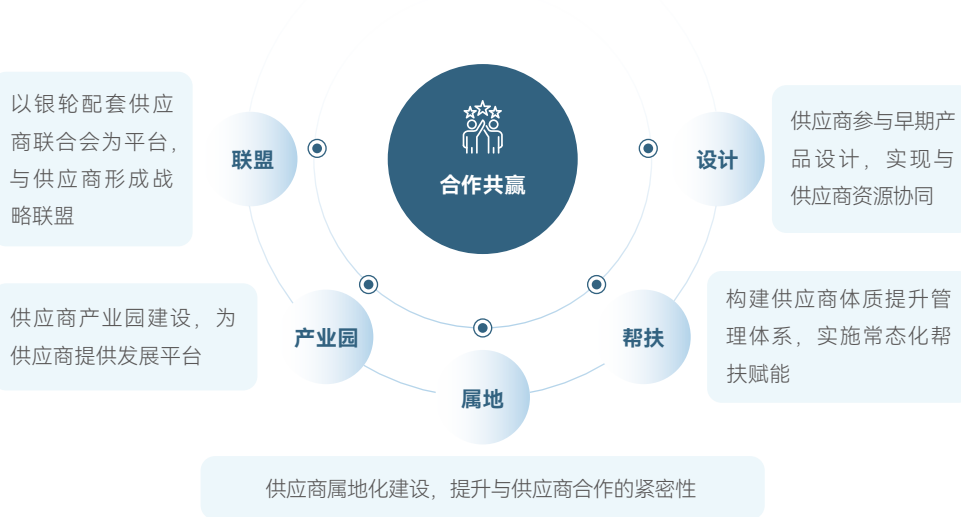 合作共赢
联盟
以银轮配套供应
商联合会为平台，
与供应商形成战
略联盟
设计
供应商参与早期产
品设计，实现与
供应商资源协同
产业园
供应商产业园建设，为
供应商提供发展平台
帮扶
构建供应商体质提升管
理体系，实施常态化帮
扶赋能
属地
供应商属地化建设，提升与供应商合作的紧密性